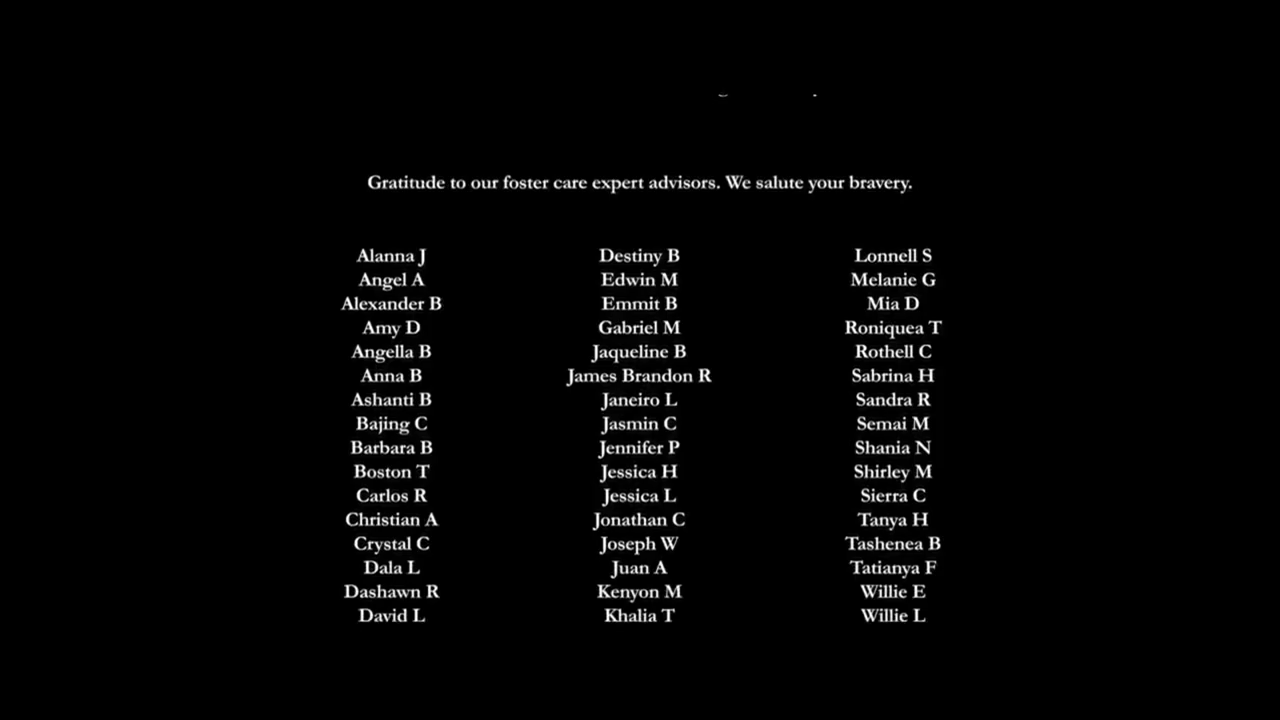 Gratitude to our foster care expert advisors. We salute your bravery.
Alanna J
Angel A
Alexander B
Amy D
Angella B
Anna B
Ashanti B
Bajing C
Barbara B
Boston T
Carlos R
Christian A
Crystal C
Dala L
Dashawn R
David L
Destiny B
Edwin M
Emmit B
Gabriel M
Jaqueline B
James Brandon R
Janeiro L
Jasmin C
Jennifer P
Jessica H
Jessica L
Jonathan C
Joseph W
Juan A
Kenyon M
Khalia T
Lonnell S
Melanie G
Mia D
Roniquea T
Rothell C
Sabrina H
Sandra R
Semai M
Shania N
Shirley M
Sierra C
Tanya H
Tashenea B
Tatianya F
Willie E
Willie L